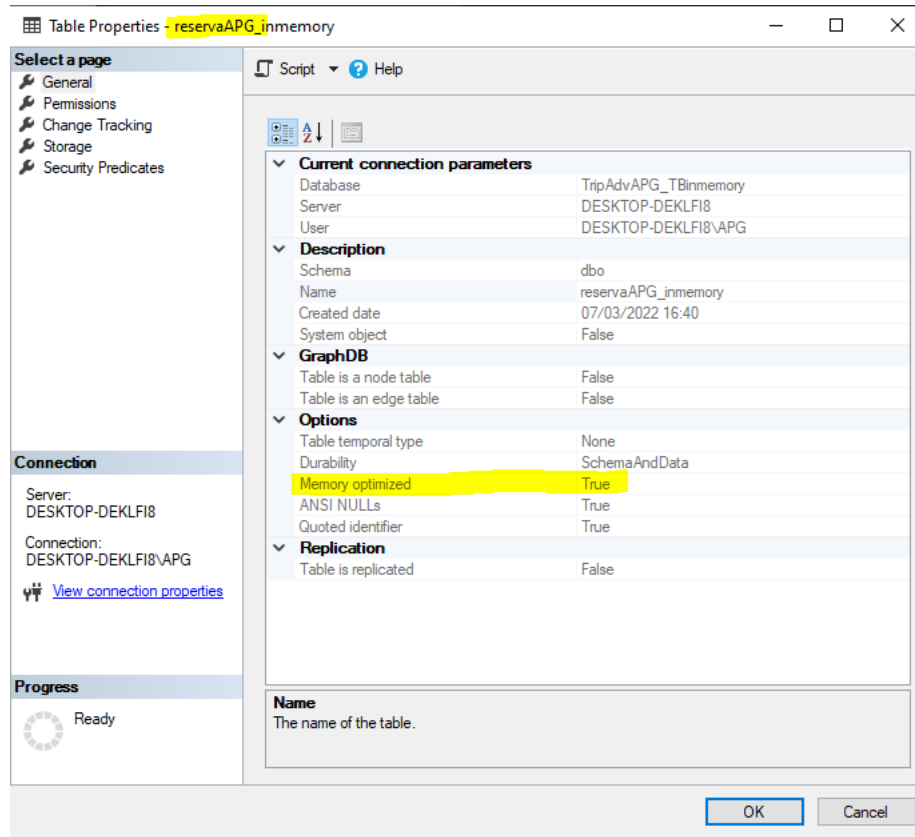 Table Properties - reservaAPG_inmemory
Select a page
General
Permissions
Change Tracking
Storage
Security Predicates
Script Help
Current connection parameters
Database TripAdvAPG_TBinmemory
Server DESKTOP-DEKLFI8
User DESKTOP-DEKLFI8\APG
Description
Schema dbo
Name reservaAPG_inmemory
Created date 07/03/2022 16:40
System object False
GraphDB
Table is a node table False
Table is an edge table False
Options
Table temporal type None
Durability SchemaAndData
Memory optimized True
ANSI NULLs True
Quoted identifier True
Replication
Table is replicated False
Connection
Server:
DESKTOP-DEKLFI8
Connection:
DESKTOP-DEKLFI8\APG
View connection properties
Progress
Ready
Name
The name of the table.
OK Cancel